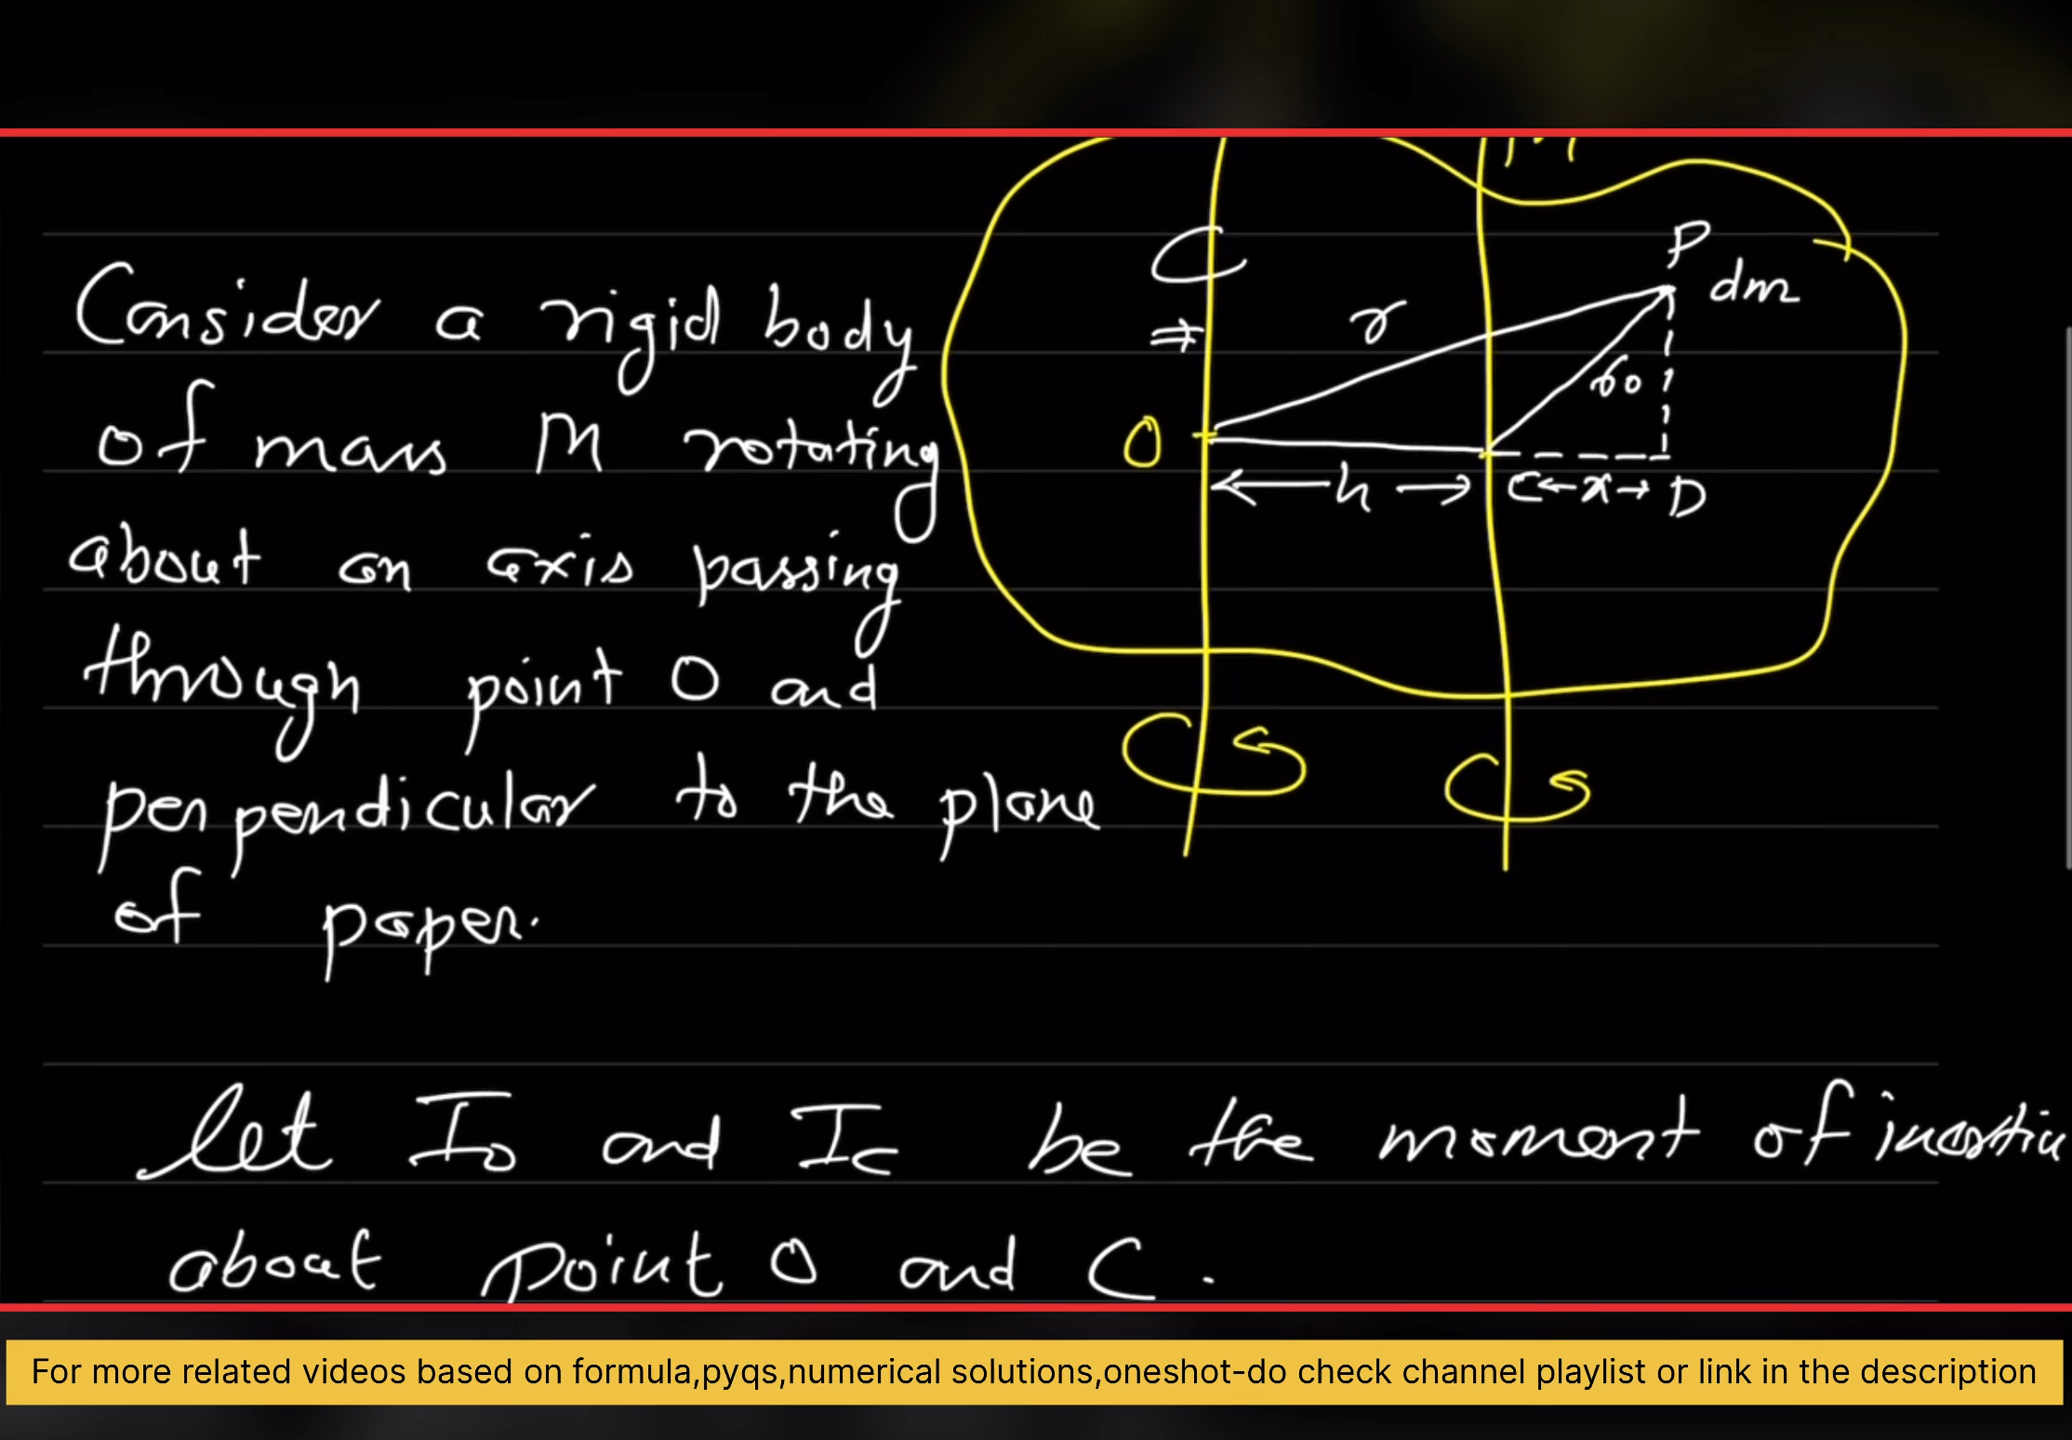 Consider a rigid body
of mass M rotating
about an axis passing
through point O and
perpendicular to the plane
of paper.
let Io and Ic be the moment of inertia
about point O and C.
C
P
dm
r
O
h
C x D
For more related videos based on formula,pyqs,numerical solutions,oneshot-do check channel playlist or link in the description